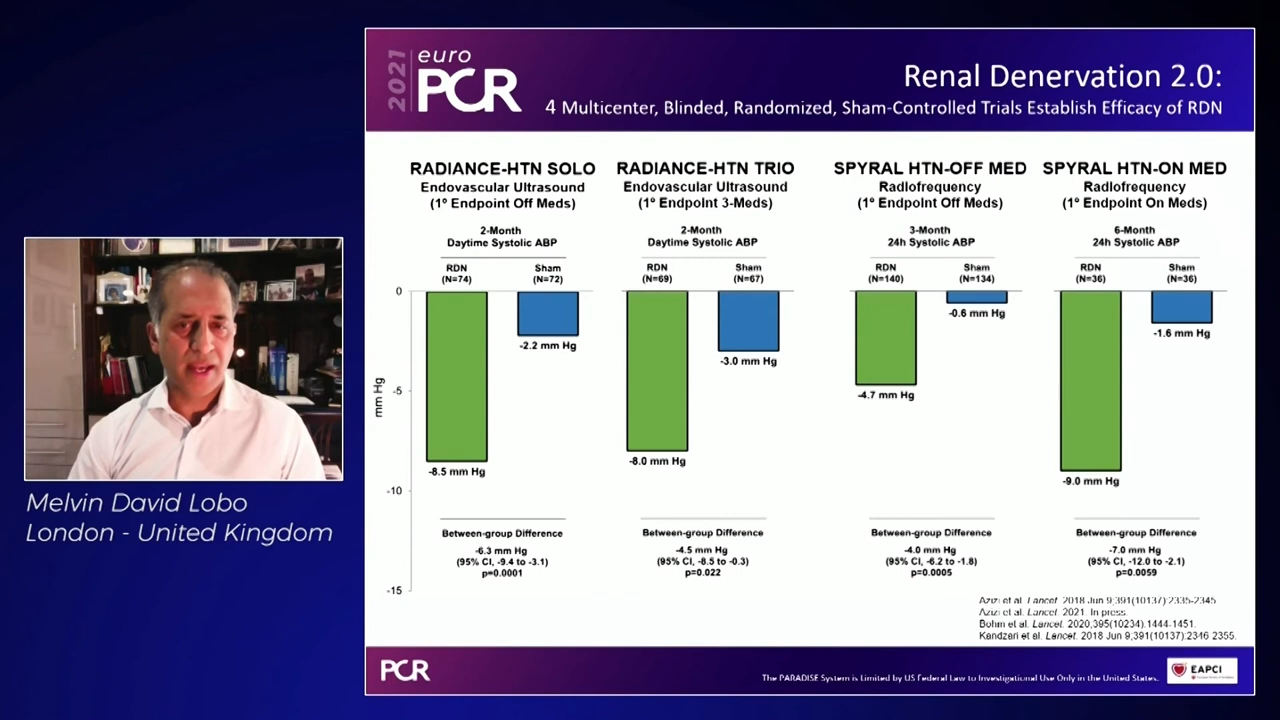 2021
euro
PCR
Renal Denervation 2.0:
4 Multicenter, Blinded, Randomized, Sham-Controlled Trials Establish Efficacy of RDN
RADIANCE-HTN SOLO
Endovascular Ultrasound
(1º Endpoint Off Meds)
2-Month
Daytime Systolic ABP
RDN
(N=74)
Sham
(N=72)
-8.5 mm Hg
-2.2 mm Hg
Between-group Difference
-6.3 mm Hg
(95% CI, -9.4 to -3.1)
p=0.0001
RADIANCE-HTN TRIO
Endovascular Ultrasound
(1º Endpoint 3-Meds)
2-Month
Daytime Systolic ABP
RDN
(N=69)
Sham
(N=67)
-8.0 mm Hg
-3.0 mm Hg
Between-group Difference
-4.5 mm Hg
(95% CI, -8.5 to -0.3)
p=0.022
SPYRAL HTN-OFF MED
Radiofrequency
(1º Endpoint Off Meds)
3-Month
24h Systolic ABP
RDN
(N=140)
Sham
(N=134)
-4.7 mm Hg
-0.6 mm Hg
Between-group Difference
-4.0 mm Hg
(95% CI, -6.2 to -1.8)
p=0.0005
SPYRAL HTN-ON MED
Radiofrequency
(1º Endpoint On Meds)
6-Month
24h Systolic ABP
RDN
(N=36)
Sham
(N=36)
-9.0 mm Hg
-1.6 mm Hg
Between-group Difference
-7.0 mm Hg
(95% CI, -12.0 to -2.1)
p=0.0059
mm Hg
0
-5
-10
-15
Azizi et al. Lancet. 2018 Jun 9;391(10137):2335-2345
Azizi et al. Lancet. 2021. In press.
Bohm et al. Lancet. 2020;395(10234):1444-1451.
Kandzari et al. Lancet. 2018 Jun 9;391(10137):2346-2355.
PCR
The PARADISE System is Limited by US Federal Law to Investigational Use Only in the United States.
EAPCI
Melvin David Lobo
London - United Kingdom